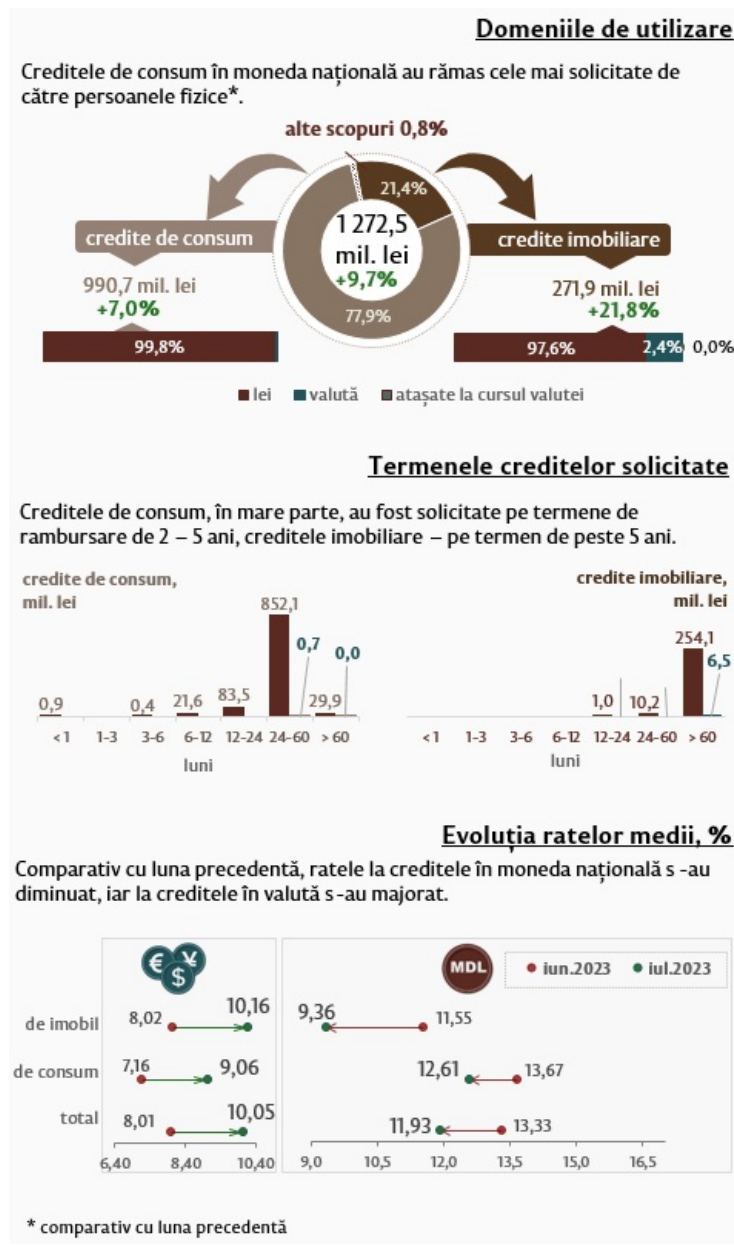 Domeniile de utilizare
Creditele de consum în moneda națională au rămas cele mai solicitate de
către persoanele fizice*.
alte scopuri 0,8%
21,4%
1 272,5
mil. lei
+9,7%
77,9%
credite de consum
990,7 mil. lei
+7,0%
99,8%
credite imobiliare
271,9 mil. lei
+21,8%
97,6% 2,4% 0,0%
lei valută atașate la cursul valutei
Termenele creditelor solicitate
Creditele de consum, în mare parte, au fost solicitate pe termene de
rambursare de 2 – 5 ani, creditele imobiliare – pe termen de peste 5 ani.
credite de consum,
mil. lei
852,1
0,7
0,0
0,9 0,4 21,6 83,5 29,9
<1 1-3 3-6 6-12 12-24 24-60 >60
luni
credite imobiliare,
mil. lei
254,1
6,5
1,0 10,2
<1 1-3 3-6 6-12 12-24 24-60 >60
luni
Evoluția ratelor medii, %
Comparativ cu luna precedentă, ratele la creditele în moneda națională s -au
diminuat, iar la creditele în valută s-au majorat.
€ ¥ $
MDL
iun.2023 iul.2023
de imobil 8,02 10,16 9,36 11,55
de consum 7,16 9,06 12,61 13,67
total 8,01 10,05 11,93 13,33
6,40 8,40 10,40 9,0 10,5 12,0 13,5 15,0 16,5
* comparativ cu luna precedentă